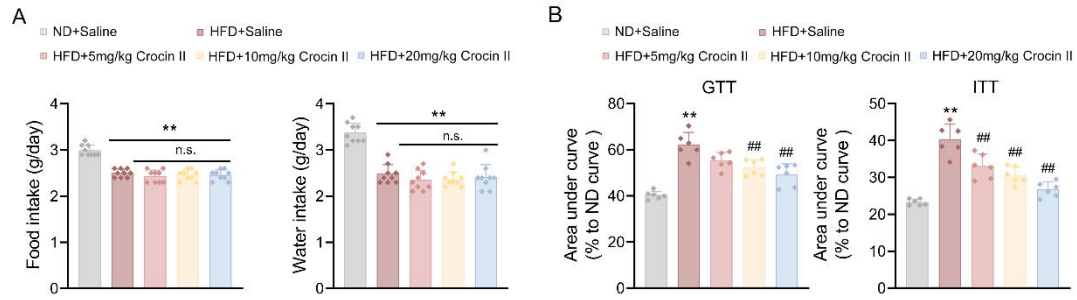 A
ND+Saline HFD+Saline
HFD+5mg/kg Crocin II HFD+10mg/kg Crocin II HFD+20mg/kg Crocin II
Food intake (g/day)
4
3
2
1
0
**
n.s.
Water intake (g/day)
4
3
2
1
0
**
n.s.
B
ND+Saline HFD+Saline
HFD+5mg/kg Crocin II HFD+10mg/kg Crocin II HFD+20mg/kg Crocin II
GTT
Area under curve
(% to ND curve )
80
60
40
20
0
**
##
##
ITT
Area under curve
(% to ND curve )
50
40
30
20
10
0
**
##
##
##